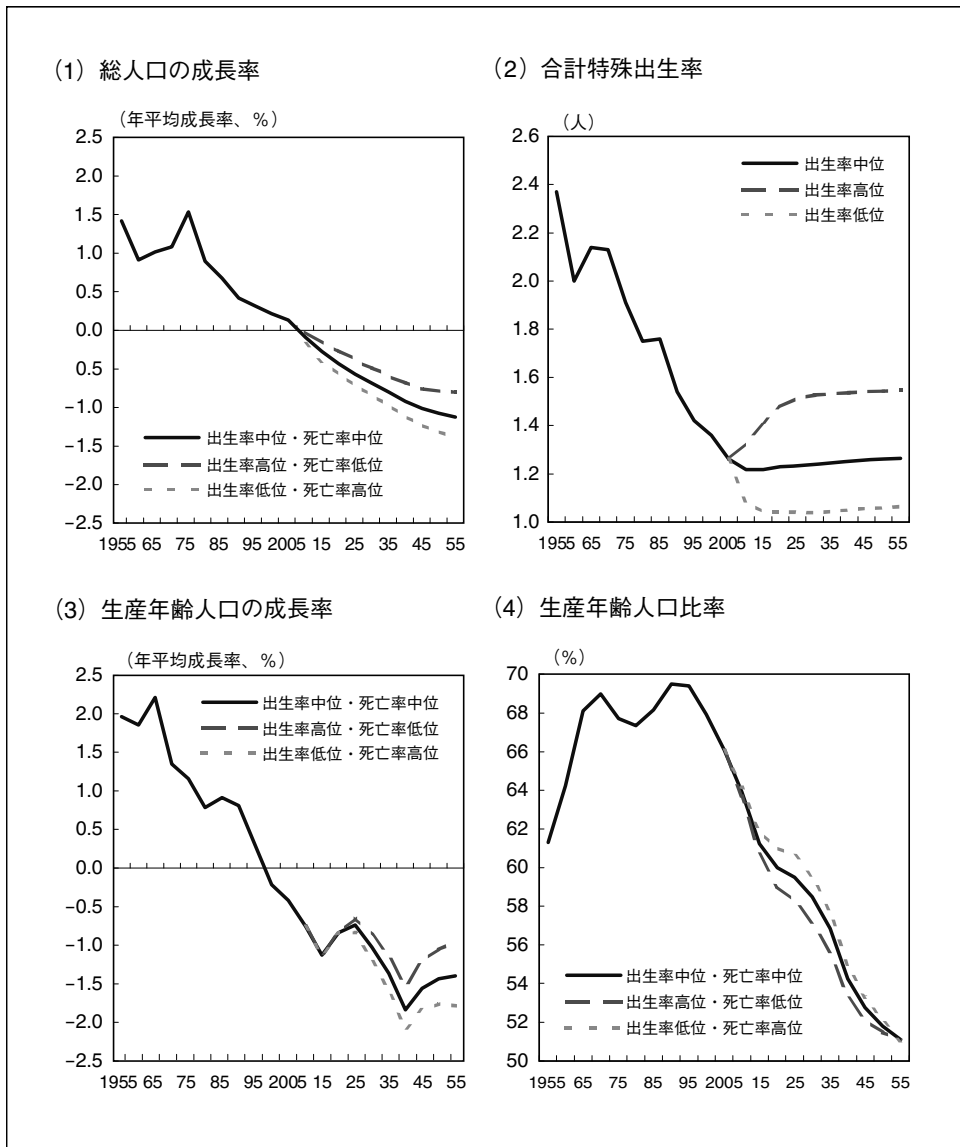 （1）総人口の成長率
（年平均成長率、%）
2.5
2.0
1.5
1.0
0.5
0.0
−0.5
−1.0
−1.5
−2.0
−2.5
出生率中位・死亡率中位
出生率高位・死亡率低位
出生率低位・死亡率高位
1955 65 75 85 95 2005 15 25 35 45 55
（2）合計特殊出生率
（人）
2.6
2.4
2.2
2.0
1.8
1.6
1.4
1.2
1.0
出生率中位
出生率高位
出生率低位
1955 65 75 85 95 2005 15 25 35 45 55
（3）生産年齢人口の成長率
（年平均成長率、%）
2.5
2.0
1.5
1.0
0.5
0.0
−0.5
−1.0
−1.5
−2.0
−2.5
出生率中位・死亡率中位
出生率高位・死亡率低位
出生率低位・死亡率高位
1955 65 75 85 95 2005 15 25 35 45 55
（4）生産年齢人口比率
（%）
70
68
66
64
62
60
58
56
54
52
50
出生率中位・死亡率中位
出生率高位・死亡率低位
出生率低位・死亡率高位
1955 65 75 85 95 2005 15 25 35 45 55